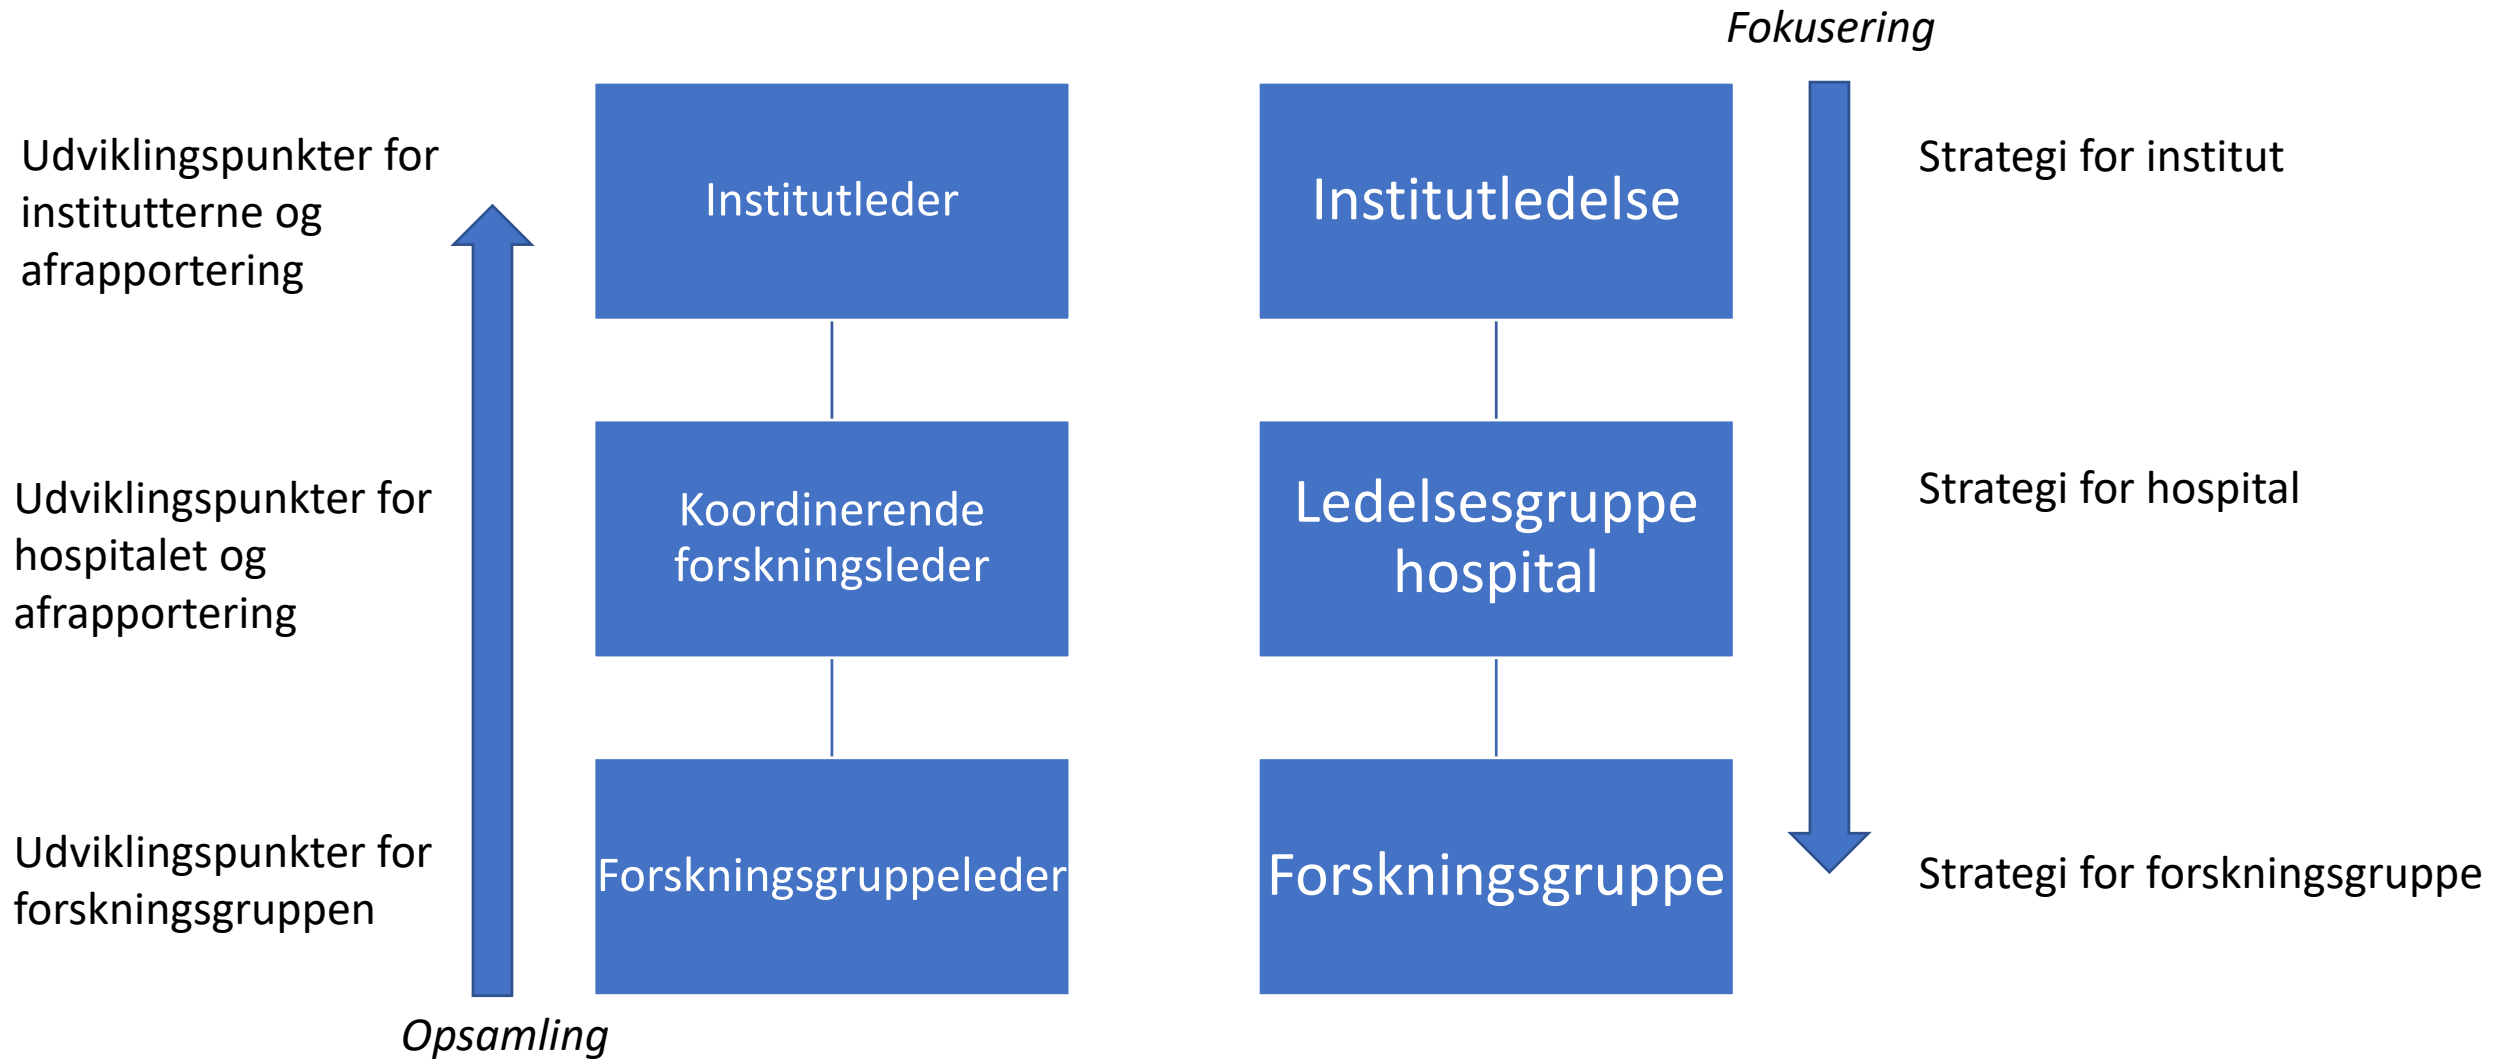 Fokusering
Udviklingspunkter for
institutterne og
afrapportering
Institutleder
Institutledelse
Strategi for institut
Udviklingspunkter for
hospitalet og
afrapportering
Koordinerende
forskningsleder
Ledelsesgruppe
hospital
Strategi for hospital
Udviklingspunkter for
forskningsgruppen
Forskningsgruppeleder
Forskningsgruppe
Strategi for forskningsgruppe
Opsamling